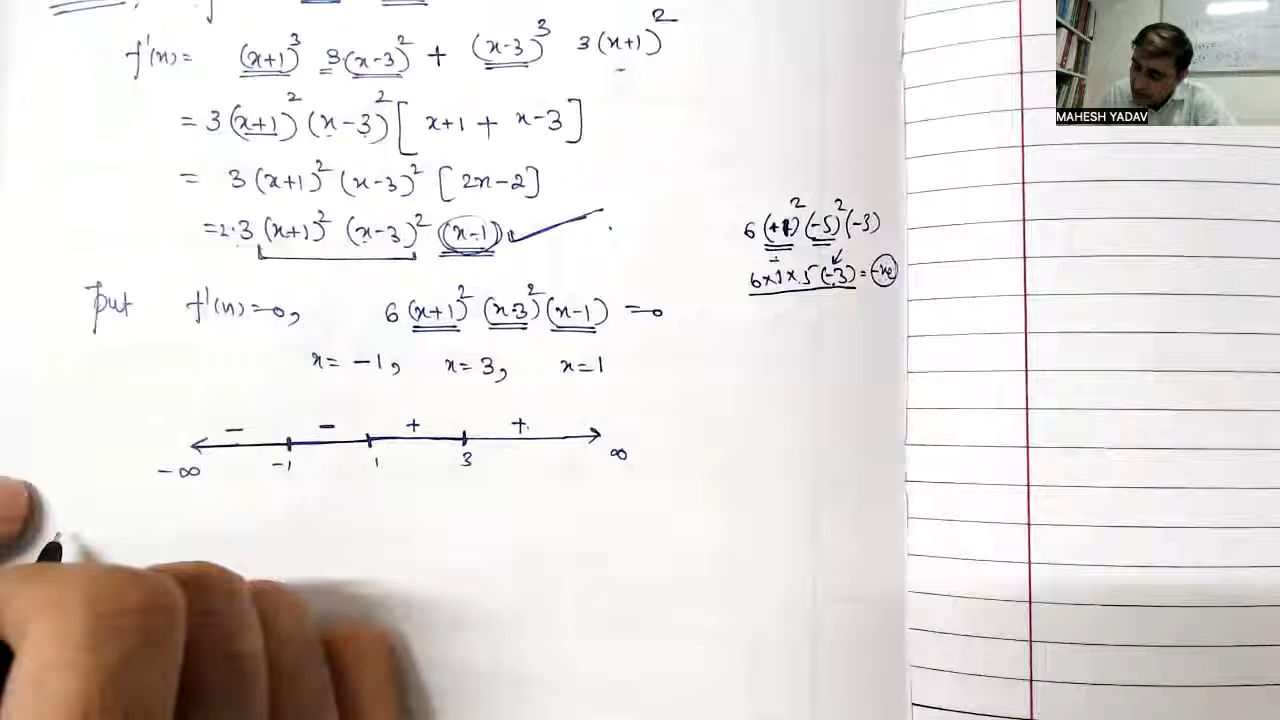 f'(x) = (x+1)³ 3(x-3)² + (x-3)³ 3(x+1)²
= 3(x+1)² (x-3)² [ x+1 + x-3 ]
= 3(x+1)² (x-3)² [2x-2]
= 2·3 (x+1)² (x-3)² (x-1) ✓
6(+1)² (-5)² (-3)
6×1×5(-3) = -ve
Put f'(x)=0, 6(x+1)² (x-3)² (x-1) = 0
x = -1, x = 3, x = 1
- - + +
-∞ -1 1 3 ∞
MAHESH YADAV